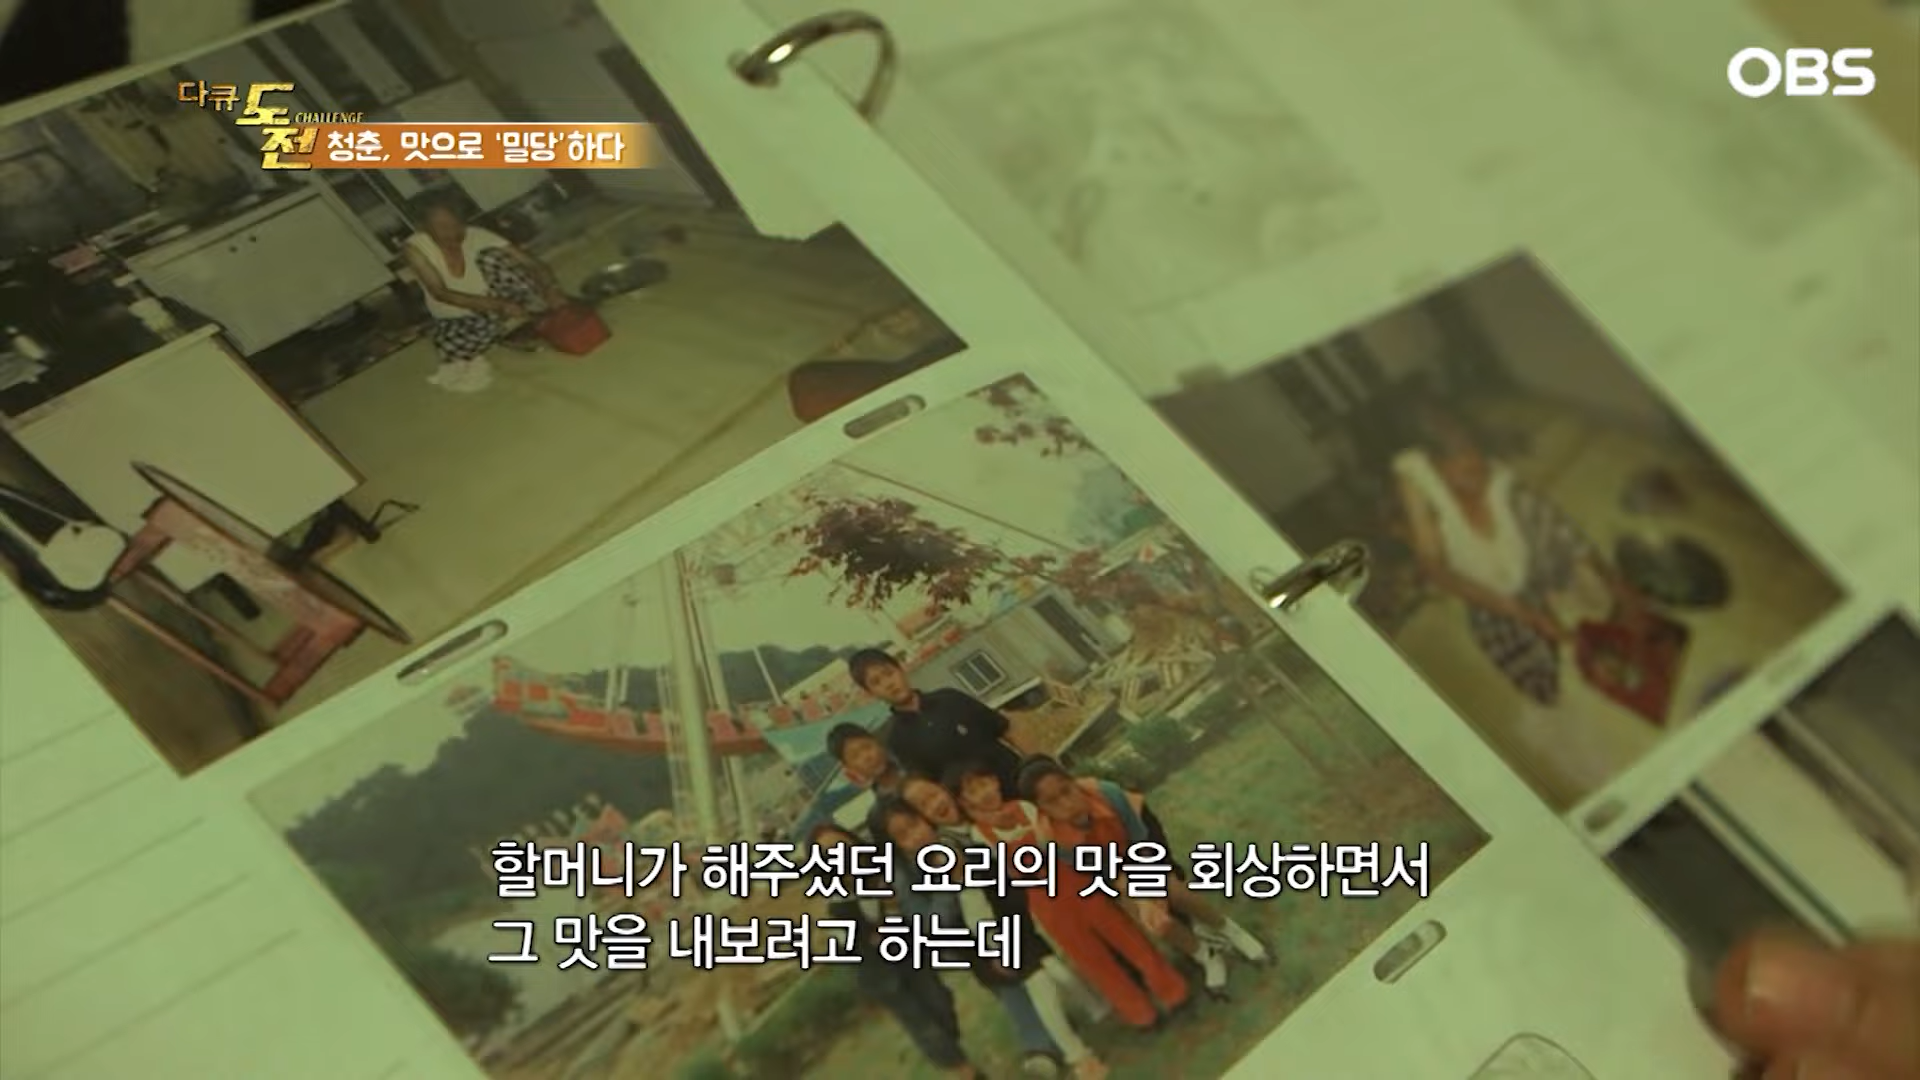 OBS
다큐 도전
CHALLENGE
청춘, 맛으로 '밀당'하다
할머니가 해주셨던 요리의 맛을 회상하면서
그 맛을 내보려고 하는데